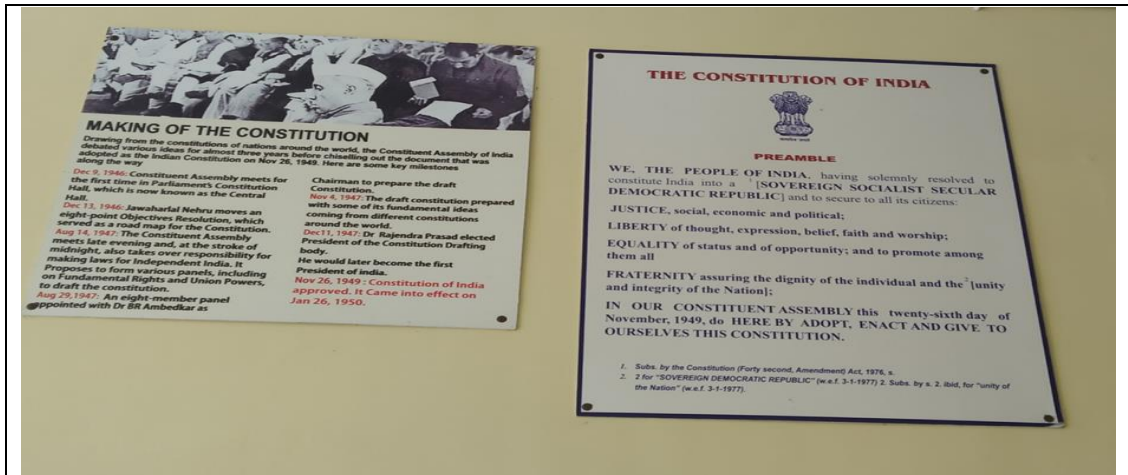 MAKING OF THE CONSTITUTION
Drawing from the constitutions of nations around the world, the Constituent Assembly of India
debated various ideas for almost three years before chiselling out the document that was
adopted as the Indian Constitution on Nov 26, 1949. Here are some key milestones
along the way
Dec 9, 1946: Constituent Assembly meets for
the first time in Parliament's Constitution
Hall, which is now known as the Central
Hall.
Dec 13, 1946: Jawaharlal Nehru moves an
eight-point Objectives Resolution, which
served as a road map for the Constitution.
Aug 14, 1947: The Constituent Assembly
meets late evening and, at the stroke of
midnight, also takes over responsibility for
making laws for Independent India. It
Proposes to form various panels, including
on Fundamental Rights and Union Powers,
to draft the constitution.
Aug 29,1947: An eight-member panel
appointed with Dr BR Ambedkar as
Chairman to prepare the draft
Constitution.
Nov 4, 1947: The draft constitution prepared
with some of its fundamental ideas
coming from different constitutions
around the world.
Dec11, 1947: Dr Rajendra Prasad elected
President of the Constitution Drafting
body.
He would later become the first
President of india.
Nov 26, 1949 : Constitution of India
approved. It Came into effect on
Jan 26, 1950.
THE CONSTITUTION OF INDIA
PREAMBLE
WE, THE PEOPLE OF INDIA, having solemnly resolved to
constitute India into a 1[SOVEREIGN SOCIALIST SECULAR
DEMOCRATIC REPUBLIC] and to secure to all its citizens:
JUSTICE, social, economic and political;
LIBERTY of thought, expression, belief, faith and worship;
EQUALITY of status and of opportunity; and to promote among
them all
FRATERNITY assuring the dignity of the individual and the 2[unity
and integrity of the Nation];
IN OUR CONSTITUENT ASSEMBLY this twenty-sixth day of
November, 1949, do HERE BY ADOPT, ENACT AND GIVE TO
OURSELVES THIS CONSTITUTION.
1. Subs. by the Constitution (Forty second, Amendment) Act, 1976, s.
2. 2 for "SOVEREIGN DEMOCRATIC REPUBLIC" (w.e.f. 3-1-1977) 2. Subs. by s. 2. ibid, for "unity of
the Nation" (w.e.f. 3-1-1977).